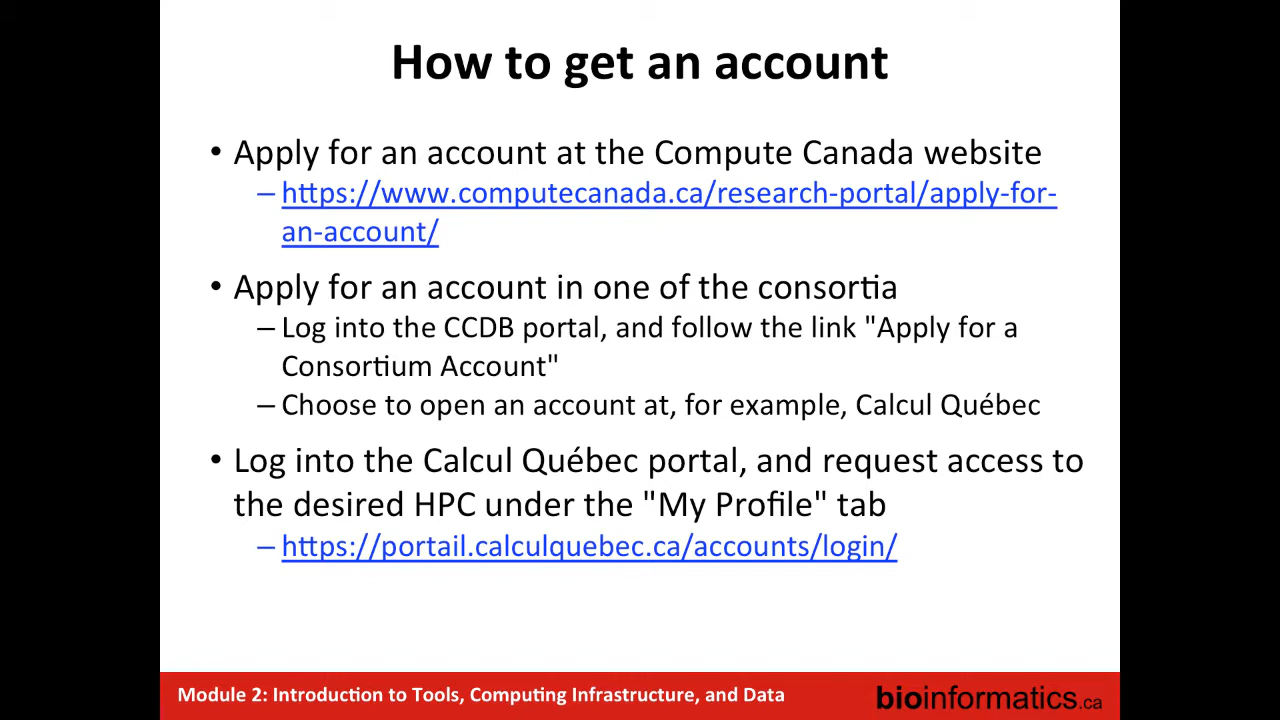 How to get an account
• Apply for an account at the Compute Canada website
– https://www.computecanada.ca/research-portal/apply-for-
an-account/
• Apply for an account in one of the consortia
– Log into the CCDB portal, and follow the link "Apply for a
Consortium Account"
– Choose to open an account at, for example, Calcul Québec
• Log into the Calcul Québec portal, and request access to
the desired HPC under the "My Profile" tab
– https://portail.calculquebec.ca/accounts/login/
Module 2: Introduction to Tools, Computing Infrastructure, and Data
bioinformatics.ca